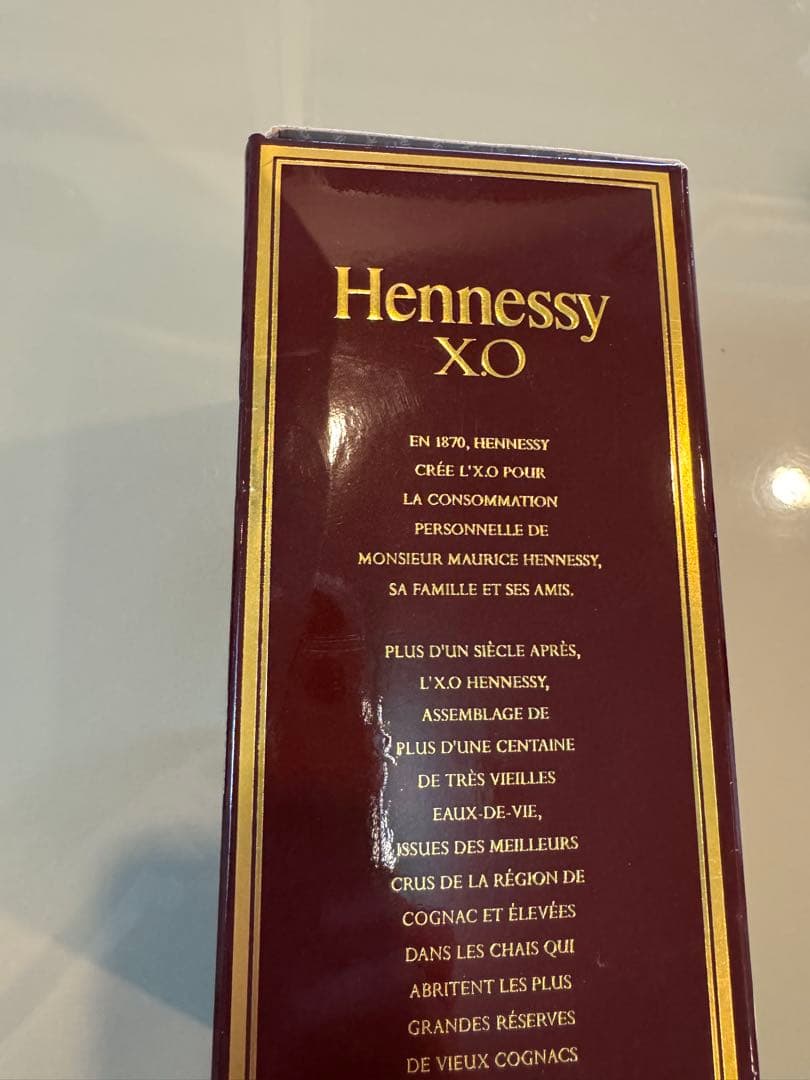 Hennessy
X.O
EN 1870, HENNESSY
CRÉE L'X.O POUR
LA CONSOMMATION
PERSONNELLE DE
MONSIEUR MAURICE HENNESSY,
SA FAMILLE ET SES AMIS.
PLUS D'UN SIÈCLE APRÈS,
L'X.O HENNESSY,
ASSEMBLAGE DE
PLUS D'UNE CENTAINE
DE TRÈS VIEILLES
EAUX-DE-VIE,
ISSUES DES MEILLEURS
CRUS DE LA RÉGION DE
COGNAC ET ÉLEVÉES
DANS LES CHAIS QUI
ABRITENT LES PLUS
GRANDES RÉSERVES
DE VIEUX COGNACS